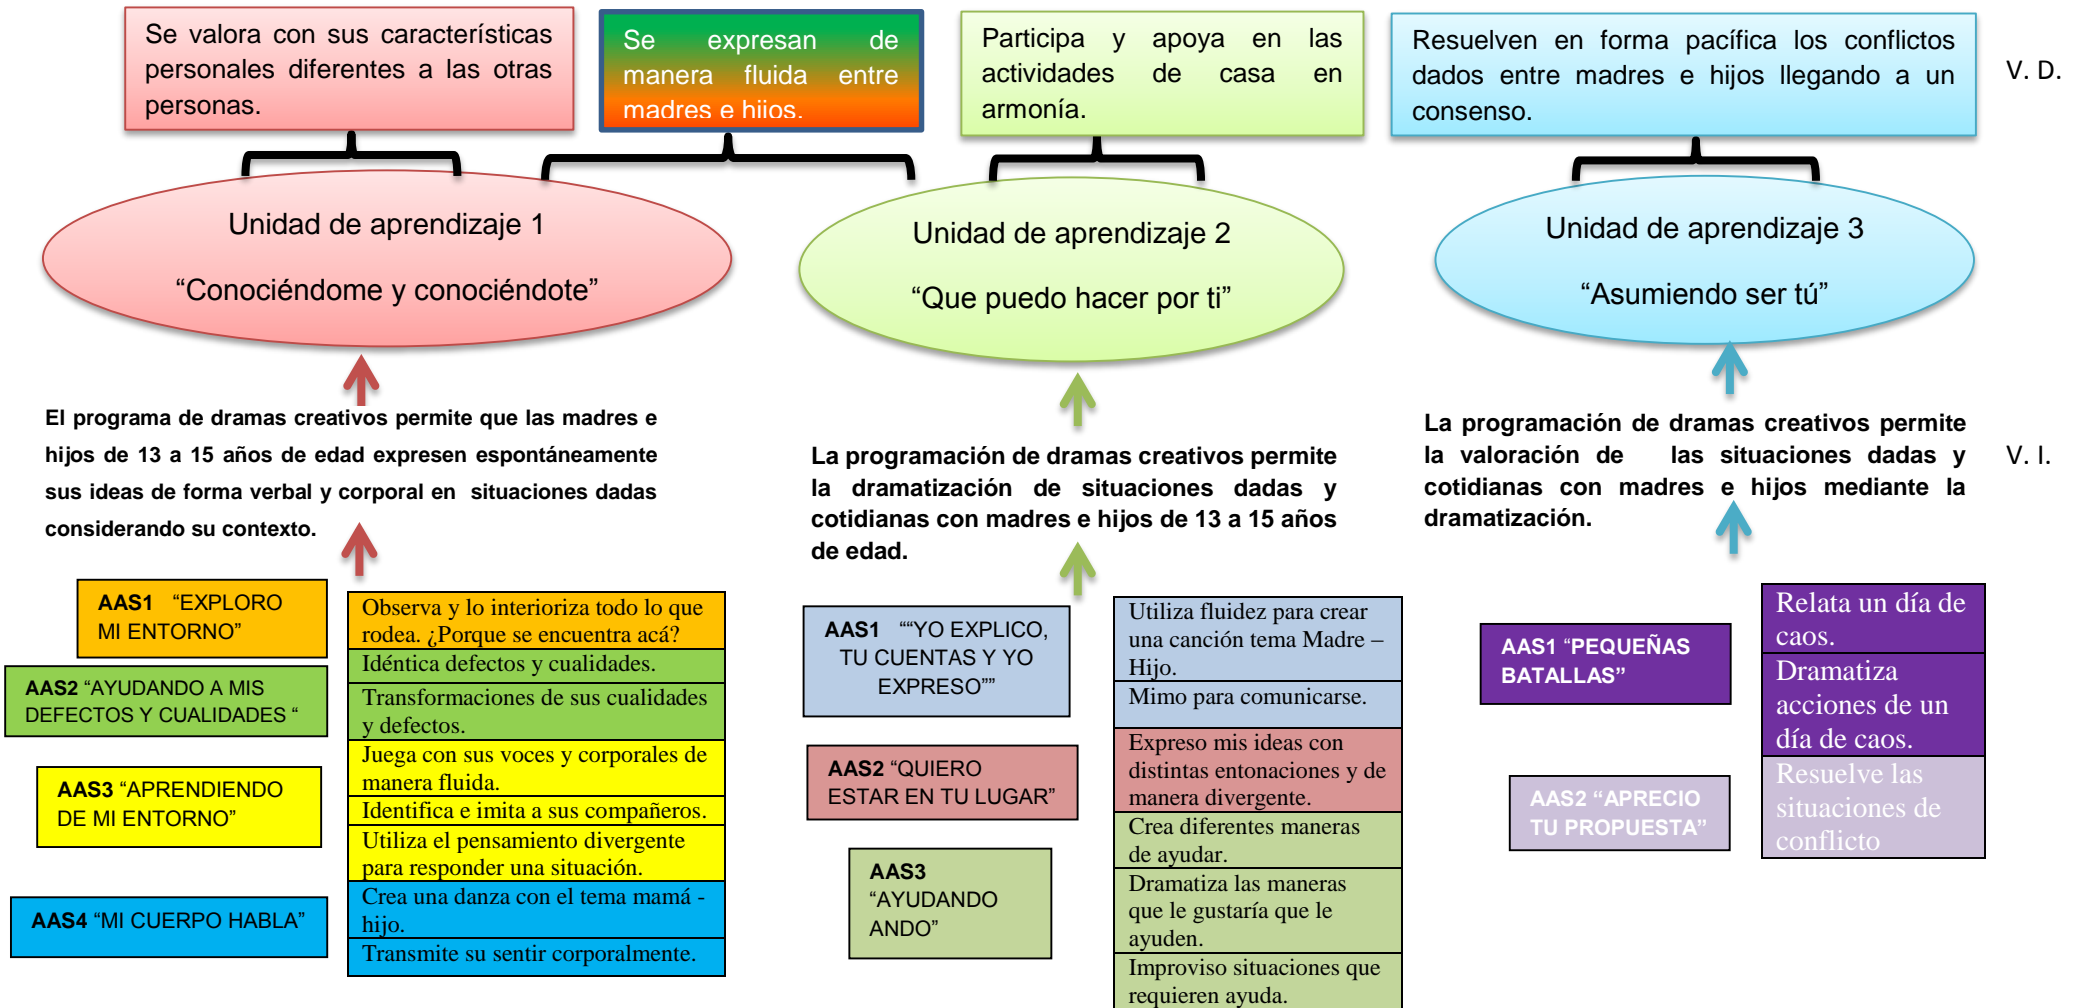 Se valora con sus características
personales diferentes a las otras
personas.
Se expresan de
manera fluida entre
madres e hijos.
Participa y apoya en las
actividades de casa en
armonía.
Resuelven en forma pacífica los conflictos
dados entre madres e hijos llegando a un
consenso.
V. D.
Unidad de aprendizaje 1
“Conociéndome y conociéndote”
Unidad de aprendizaje 2
“Que puedo hacer por ti”
Unidad de aprendizaje 3
“Asumiendo ser tú”
El programa de dramas creativos permite que las madres e
hijos de 13 a 15 años de edad expresen espontáneamente
sus ideas de forma verbal y corporal en situaciones dadas
considerando su contexto.
La programación de dramas creativos permite
la dramatización de situaciones dadas y
cotidianas con madres e hijos de 13 a 15 años
de edad.
La programación de dramas creativos permite
la valoración de las situaciones dadas y
cotidianas con madres e hijos mediante la
dramatización.
V. I.
AAS1 “EXPLORO
MI ENTORNO”
AAS2 “AYUDANDO A MIS
DEFECTOS Y CUALIDADES “
AAS3 “APRENDIENDO
DE MI ENTORNO”
AAS4 “MI CUERPO HABLA”
Observa y lo interioriza todo lo que
rodea. ¿Porque se encuentra acá?
Idéntica defectos y cualidades.
Transformaciones de sus cualidades
y defectos.
Juega con sus voces y corporales de
manera fluida.
Identifica e imita a sus compañeros.
Utiliza el pensamiento divergente
para responder una situación.
Crea una danza con el tema mamá -
hijo.
Transmite su sentir corporalmente.
AAS1 ““YO EXPLICO,
TU CUENTAS Y YO
EXPRESO””
AAS2 “QUIERO
ESTAR EN TU LUGAR”
AAS3
“AYUDANDO
ANDO”
Utiliza fluidez para crear
una canción tema Madre –
Hijo.
Mimo para comunicarse.
Expreso mis ideas con
distintas entonaciones y de
manera divergente.
Crea diferentes maneras
de ayudar.
Dramatiza las maneras
que le gustaría que le
ayuden.
Improviso situaciones que
requieren ayuda.
AAS1 “PEQUEÑAS
BATALLAS”
AAS2 “APRECIO
TU PROPUESTA”
Relata un día de
caos.
Dramatiza
acciones de un
día de caos.
Resuelve las
situaciones de
conflicto